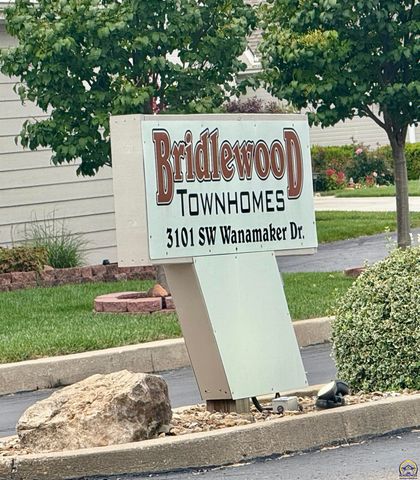 BridlewooD
TOWNHOMES
3101 SW Wanamaker Dr.